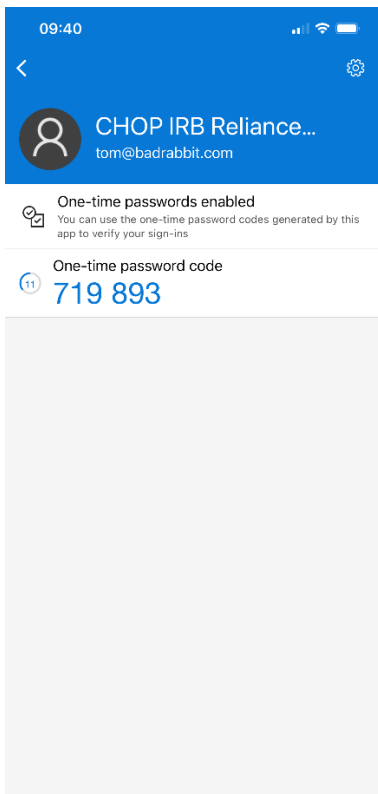 09:40
CHOP IRB Reliance...
tom@badrabbit.com
One-time passwords enabled
You can use the one-time password codes generated by this
app to verify your sign-ins
One-time password code
11
719 893